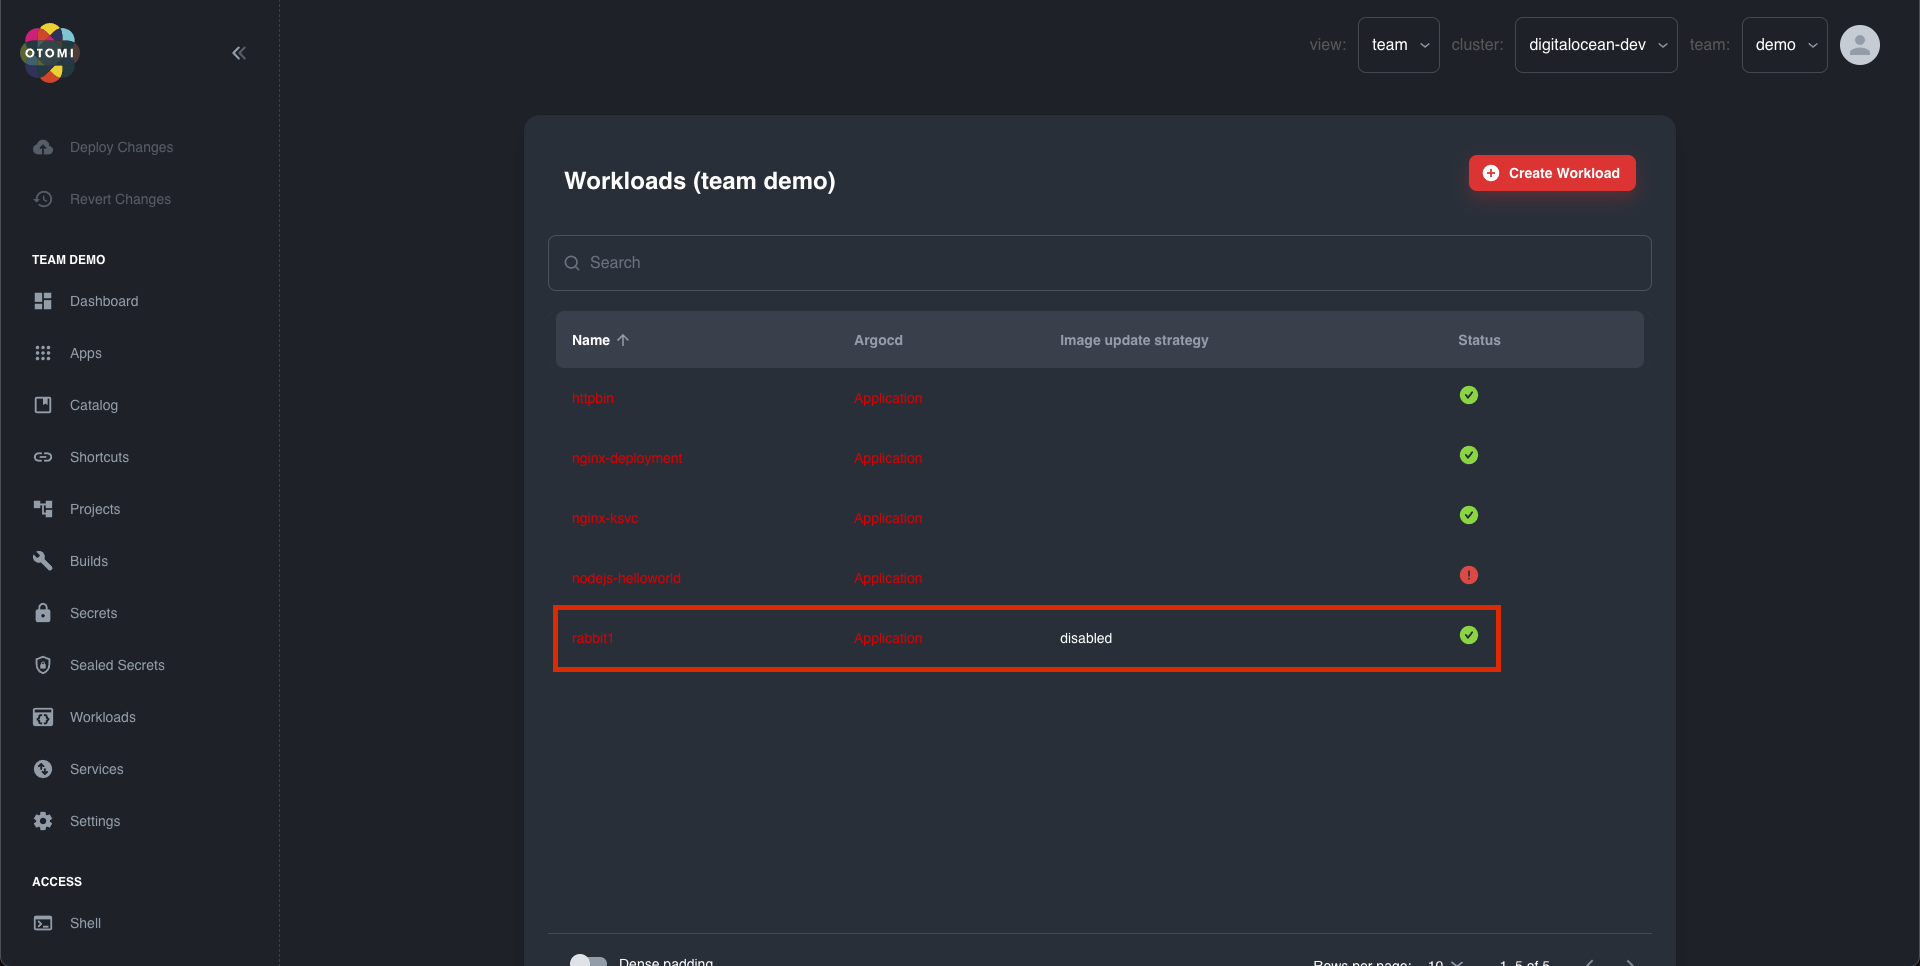 OTOMI
view: team cluster: digitalocean-dev team: demo
Deploy Changes
Revert Changes
TEAM DEMO
Dashboard
Apps
Catalog
Shortcuts
Projects
Builds
Secrets
Sealed Secrets
Workloads
Services
Settings
ACCESS
Shell
Workloads (team demo)
Create Workload
Search
Name Argocd Image update strategy Status
httpbin Application
nginx-deployment Application
nginx-ksvc Application
nodejs-helloworld Application
rabbit1 Application disabled
Dense padding Rows per page: 10 1–5 of 5